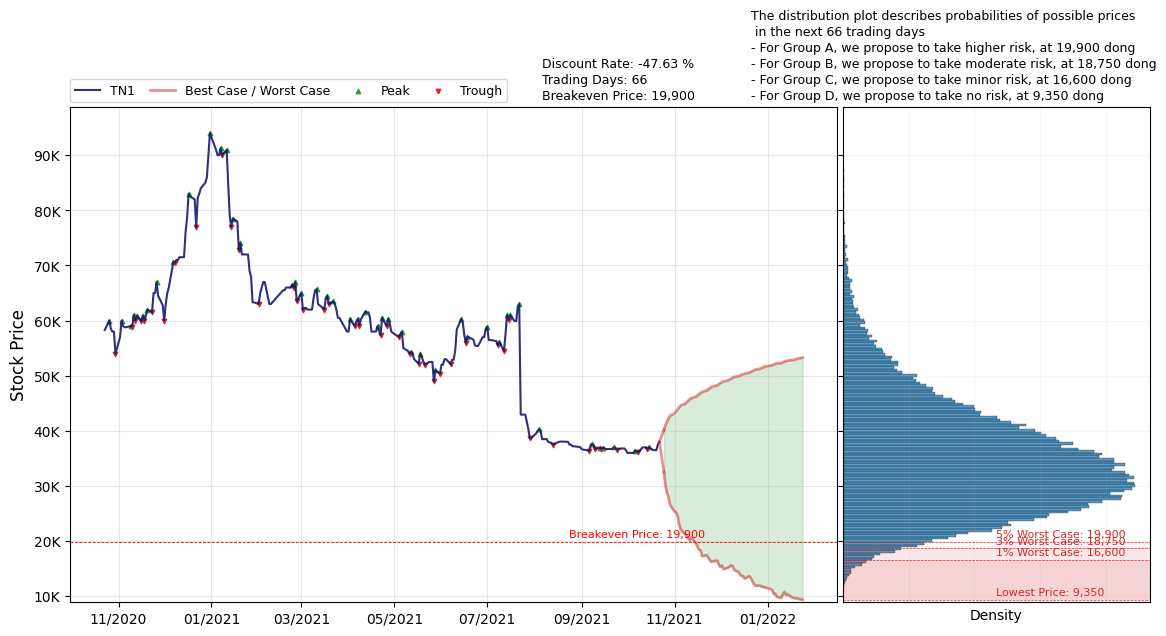 The distribution plot describes probabilities of possible prices
in the next 66 trading days
- For Group A, we propose to take higher risk, at 19,900 dong
- For Group B, we propose to take moderate risk, at 18,750 dong
- For Group C, we propose to take minor risk, at 16,600 dong
- For Group D, we propose to take no risk, at 9,350 dong
Discount Rate: -47.63 %
Trading Days: 66
Breakeven Price: 19,900
TN1
Best Case / Worst Case
Peak
Trough
Stock Price
90K
80K
70K
60K
50K
40K
30K
20K
10K
Breakeven Price: 19,900
11/2020
01/2021
03/2021
05/2021
07/2021
09/2021
11/2021
01/2022
5% Worst Case: 19,900
3% Worst Case: 18,750
1% Worst Case: 16,600
Lowest Price: 9,350
Density